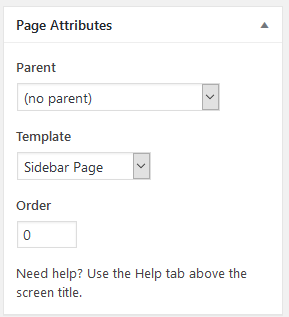 Page Attributes
Parent
(no parent)
Template
Sidebar Page
Order
0
Need help? Use the Help tab above the
screen title.